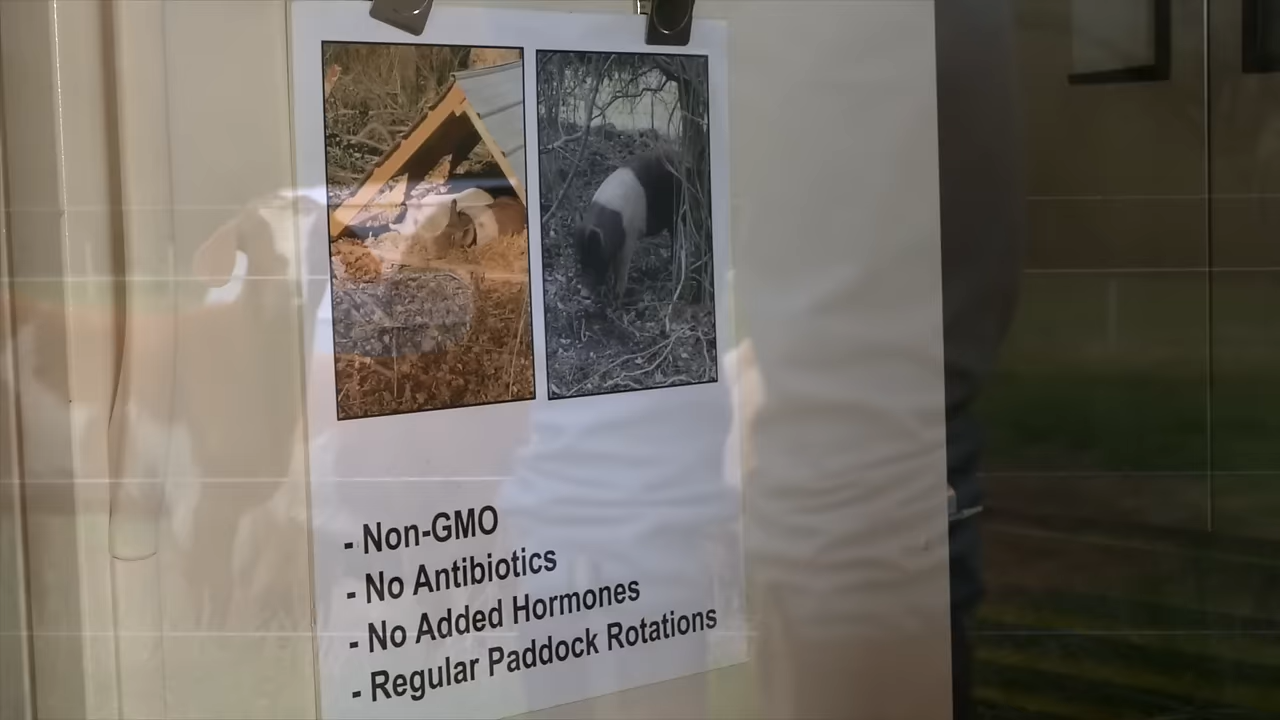 - Non-GMO
- No Antibiotics
- No Added Hormones
- Regular Paddock Rotations